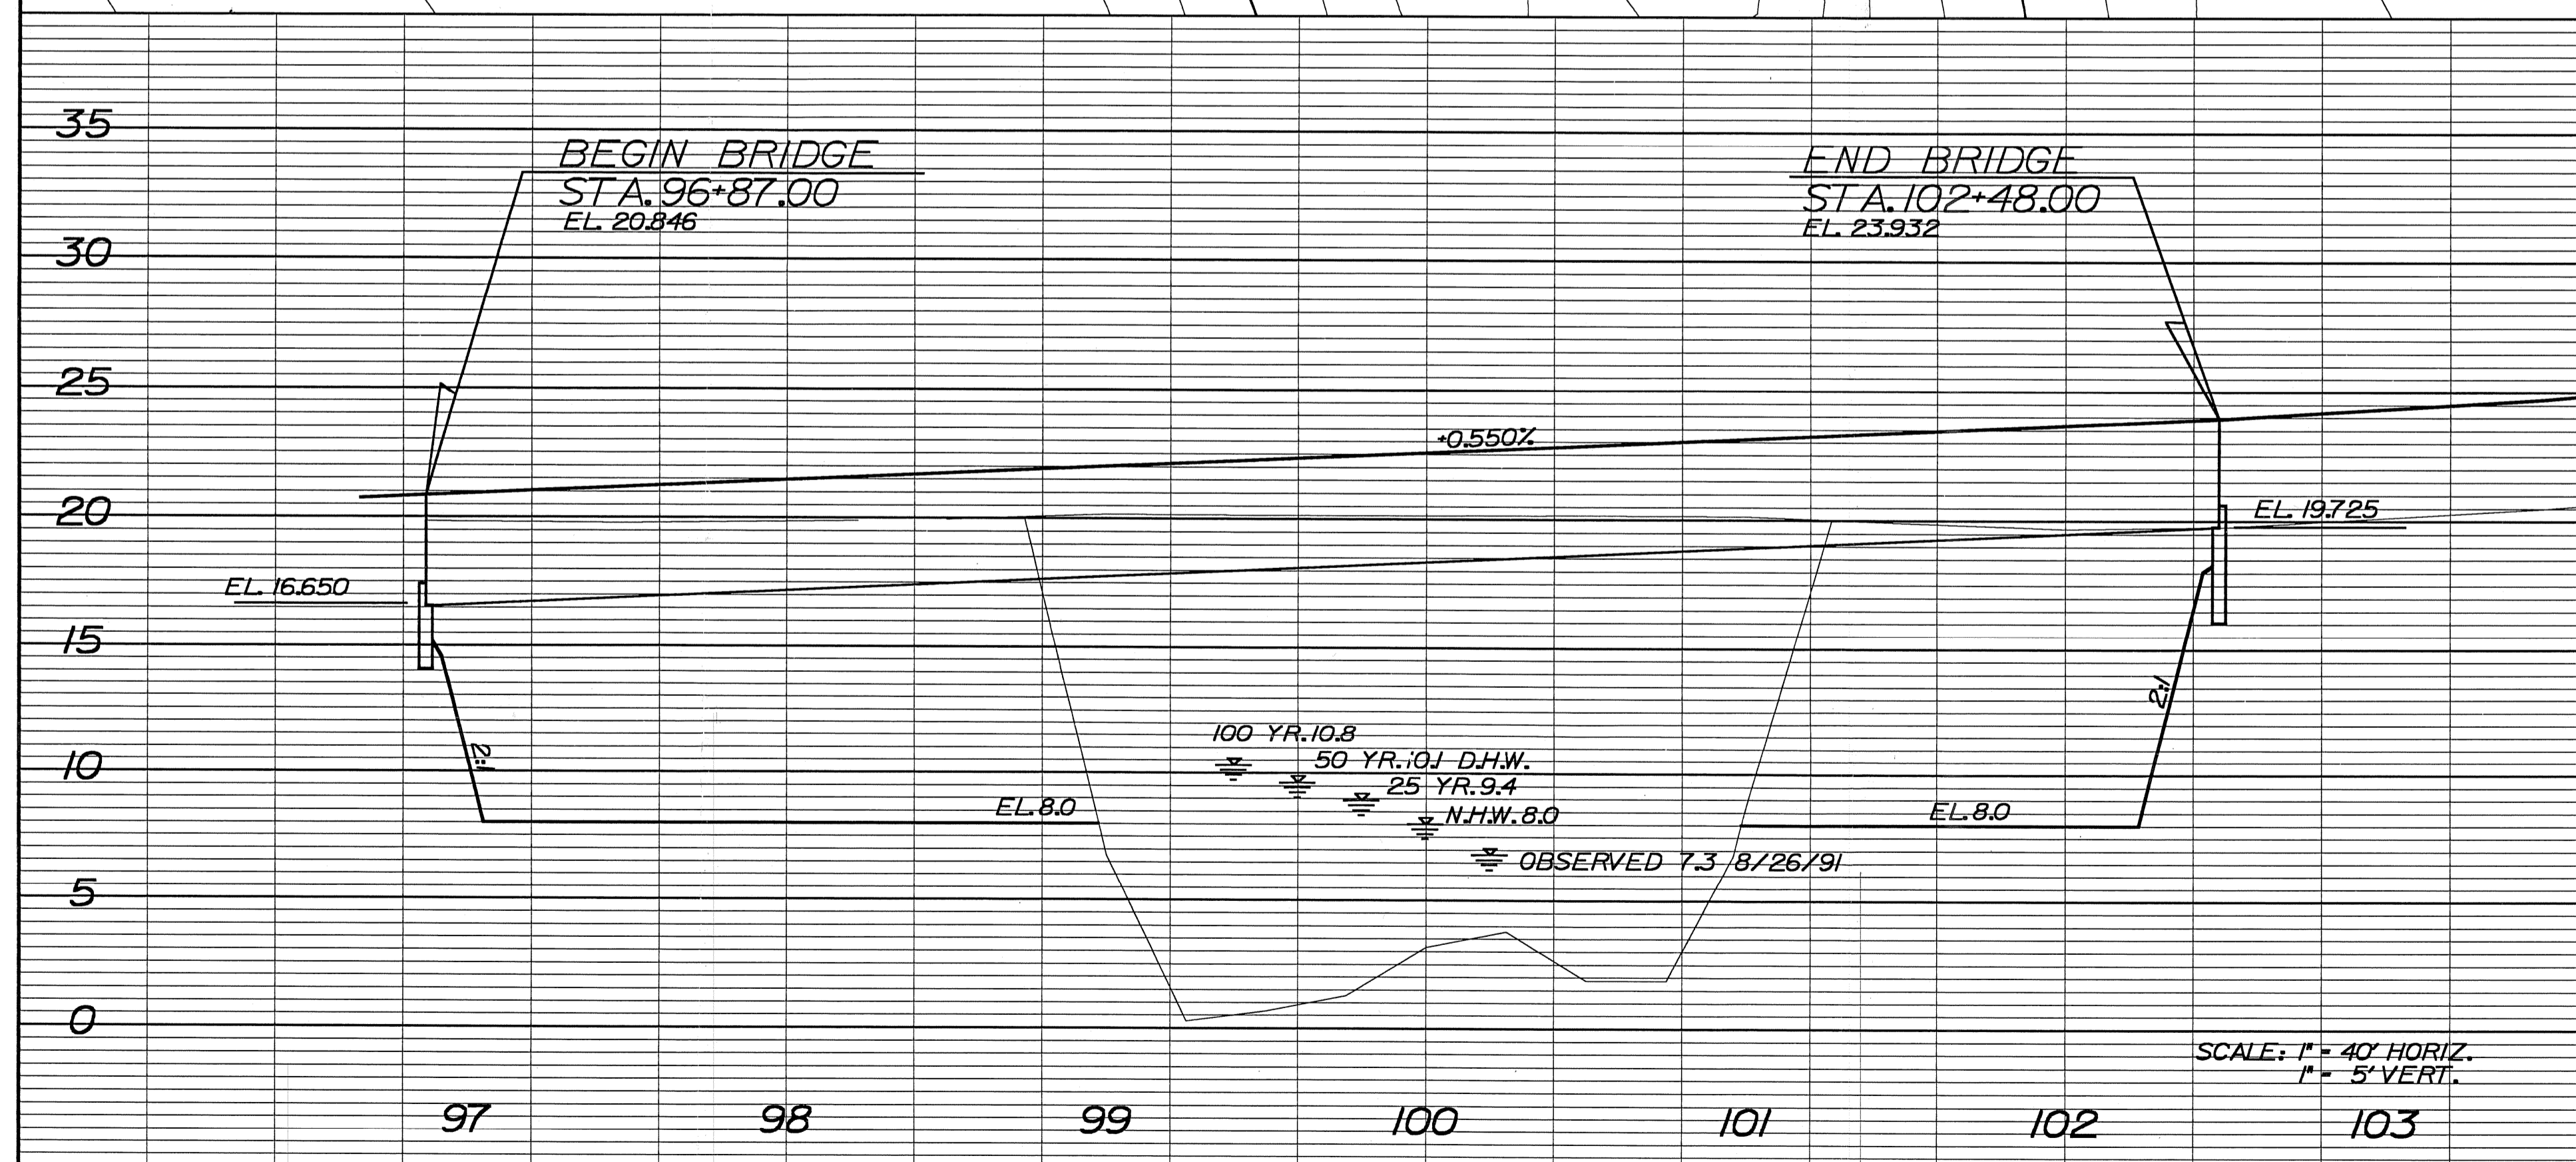 35
BEGIN BRIDGE
STA. 96+87.00
EL. 20.846
END BRIDGE
STA. 102+48.00
EL. 23.932
30
25
+0.550%
20
EL. 19.725
EL. 16.650
15
2:1
2:1
100 YR. 10.8
50 YR. 10.1 D.H.W.
10
25 YR. 9.4
EL. 8.0
N.H.W. 8.0
EL. 8.0
OBSERVED 7.3 8/26/91
5
0
SCALE: 1" = 40' HORIZ.
1" = 5' VERT.
97 98 99 100 101 102 103